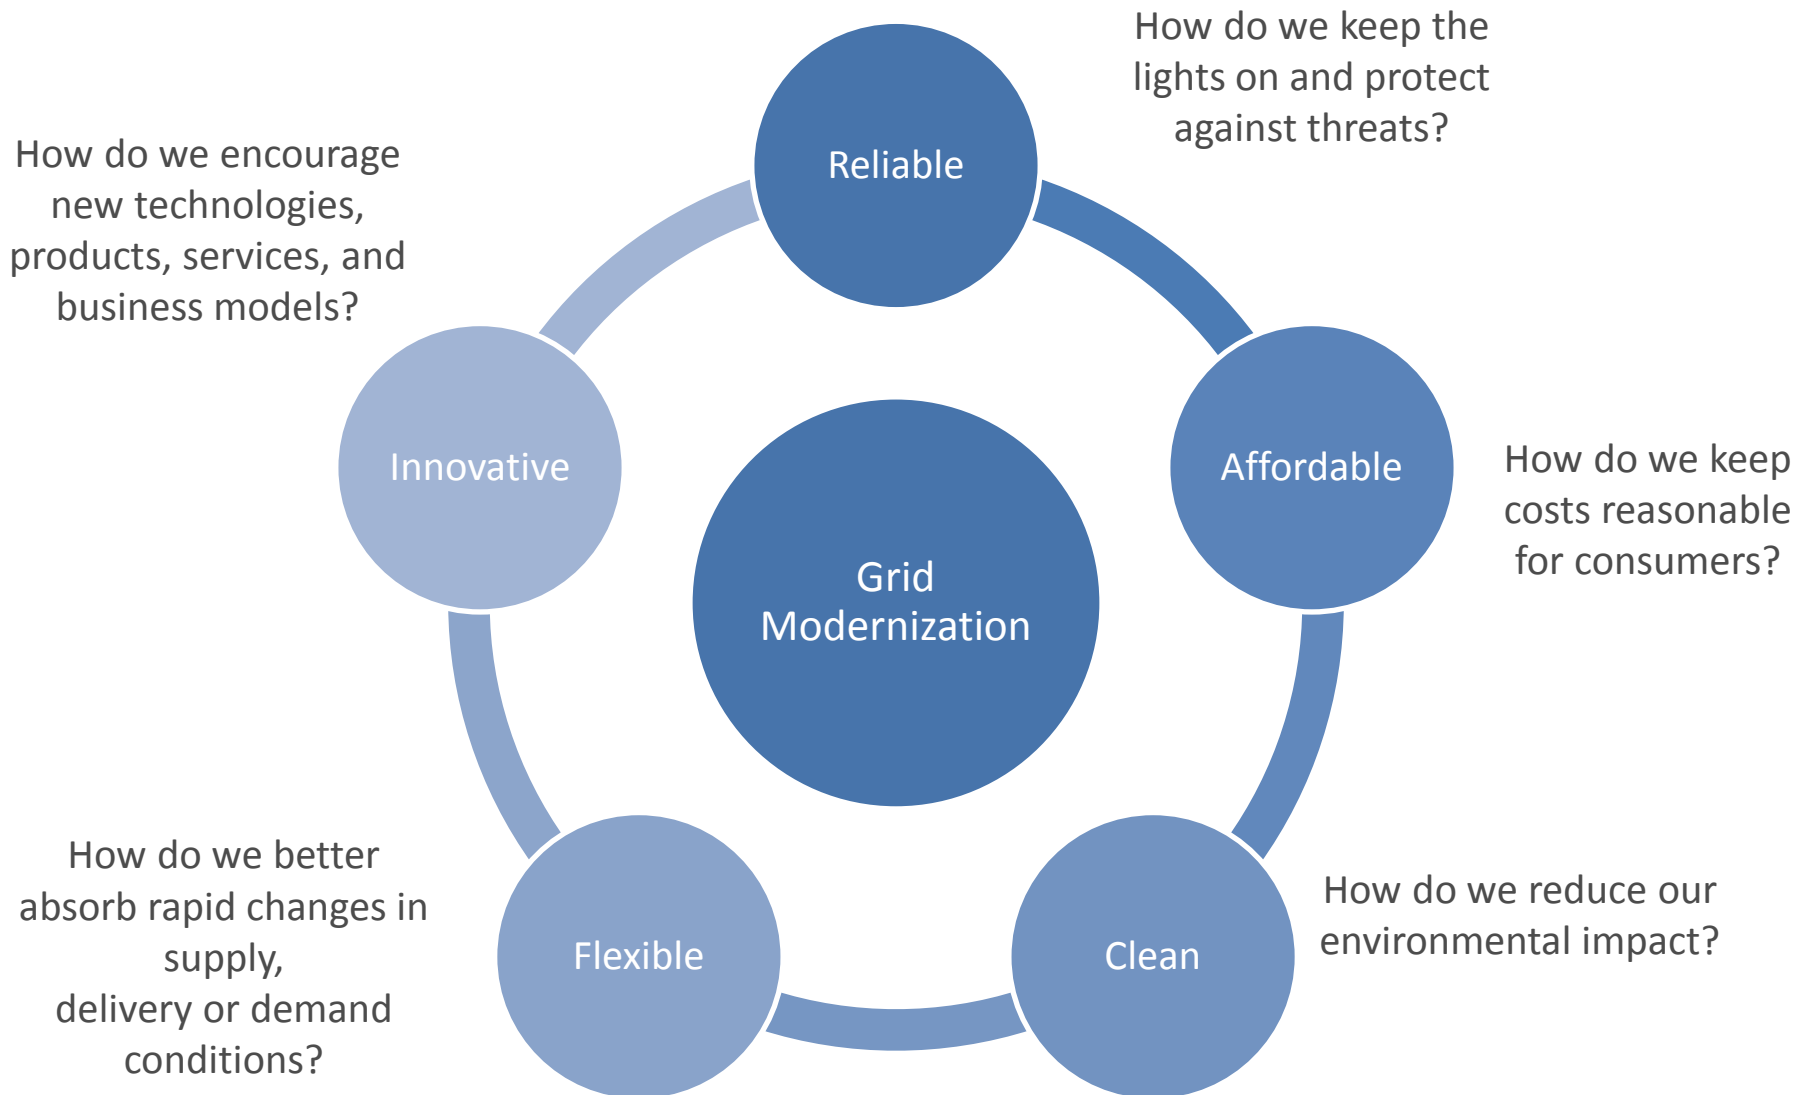 How do we keep the
lights on and protect
against threats?
Reliable
How do we encourage
new technologies,
products, services, and
business models?
Innovative
Affordable
How do we keep
costs reasonable
for consumers?
Grid
Modernization
How do we better
absorb rapid changes in
supply,
delivery or demand
conditions?
Flexible
Clean
How do we reduce our
environmental impact?